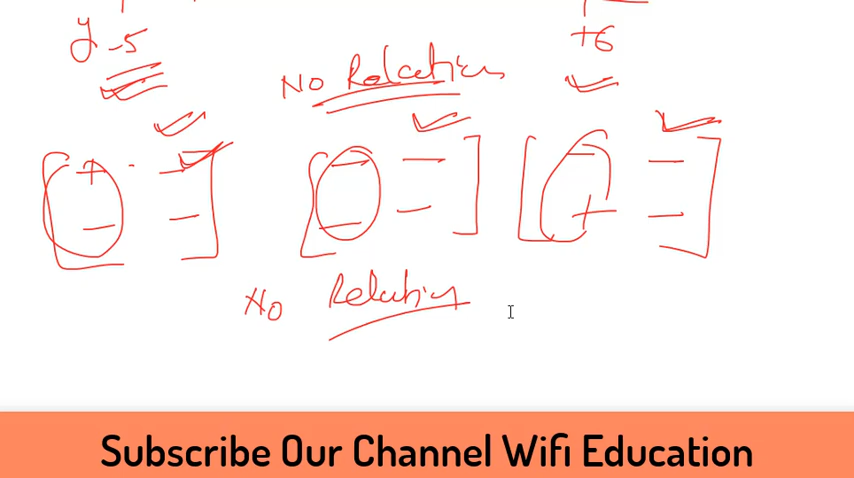 y -5
+6
No Relation
+ - - - - -
- - - - + -
No Relation
Subscribe Our Channel Wifi Education